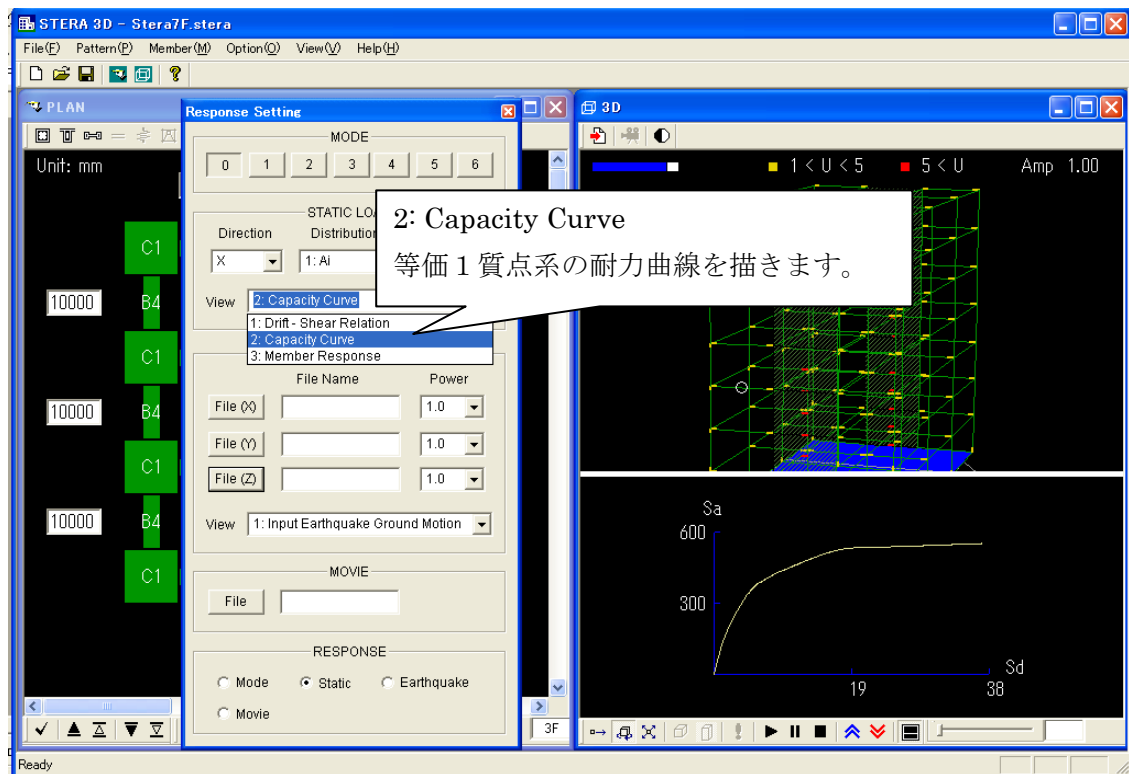 STERA 3D - Stera7F.stera
File(F) Pattern(P) Member(M) Option(O) View(V) Help(H)
PLAN
Unit: mm
C1
10000 B4
C1
10000 B4
C1
10000 B4
C1
3F
Response Setting
MODE
0 1 2 3 4 5 6
STATIC LO
Direction Distribution
X 1: Ai
View 2: Capacity Curve
1: Drift - Shear Relation
2: Capacity Curve
3: Member Response
File Name Power
File (X) 1.0
File (Y) 1.0
File (Z) 1.0
View 1: Input Earthquake Ground Motion
MOVIE
File
RESPONSE
Mode Static Earthquake
Movie
2: Capacity Curve
等価１質点系の耐力曲線を描きます。
3D
1 < U < 5 5 < U Amp 1.00
Sa
600
300
Sd
19 38
Ready